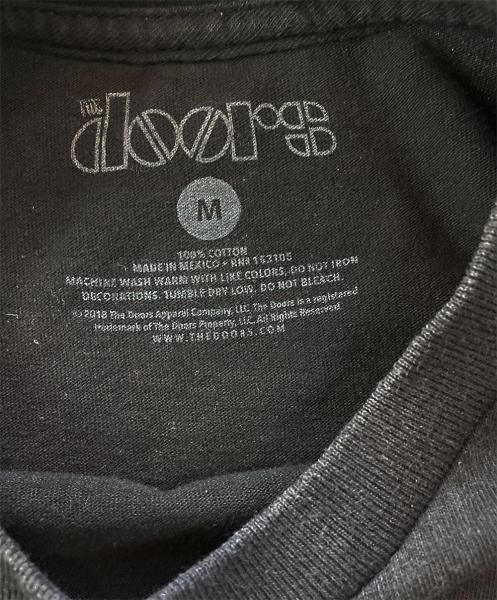 THE
doors
M
100% COTTON
MADE IN MEXICO • RN# 153105
MACHINE WASH WARM WITH LIKE COLORS, DO NOT IRON
DECORATIONS. TUMBLE DRY LOW. DO NOT BLEACH.
©2018 The Doors Apparel Company, LLC. The Doors is a registered
trademark of The Doors Property, LLC. All Rights Reserved.
WWW.THEDOORS.COM